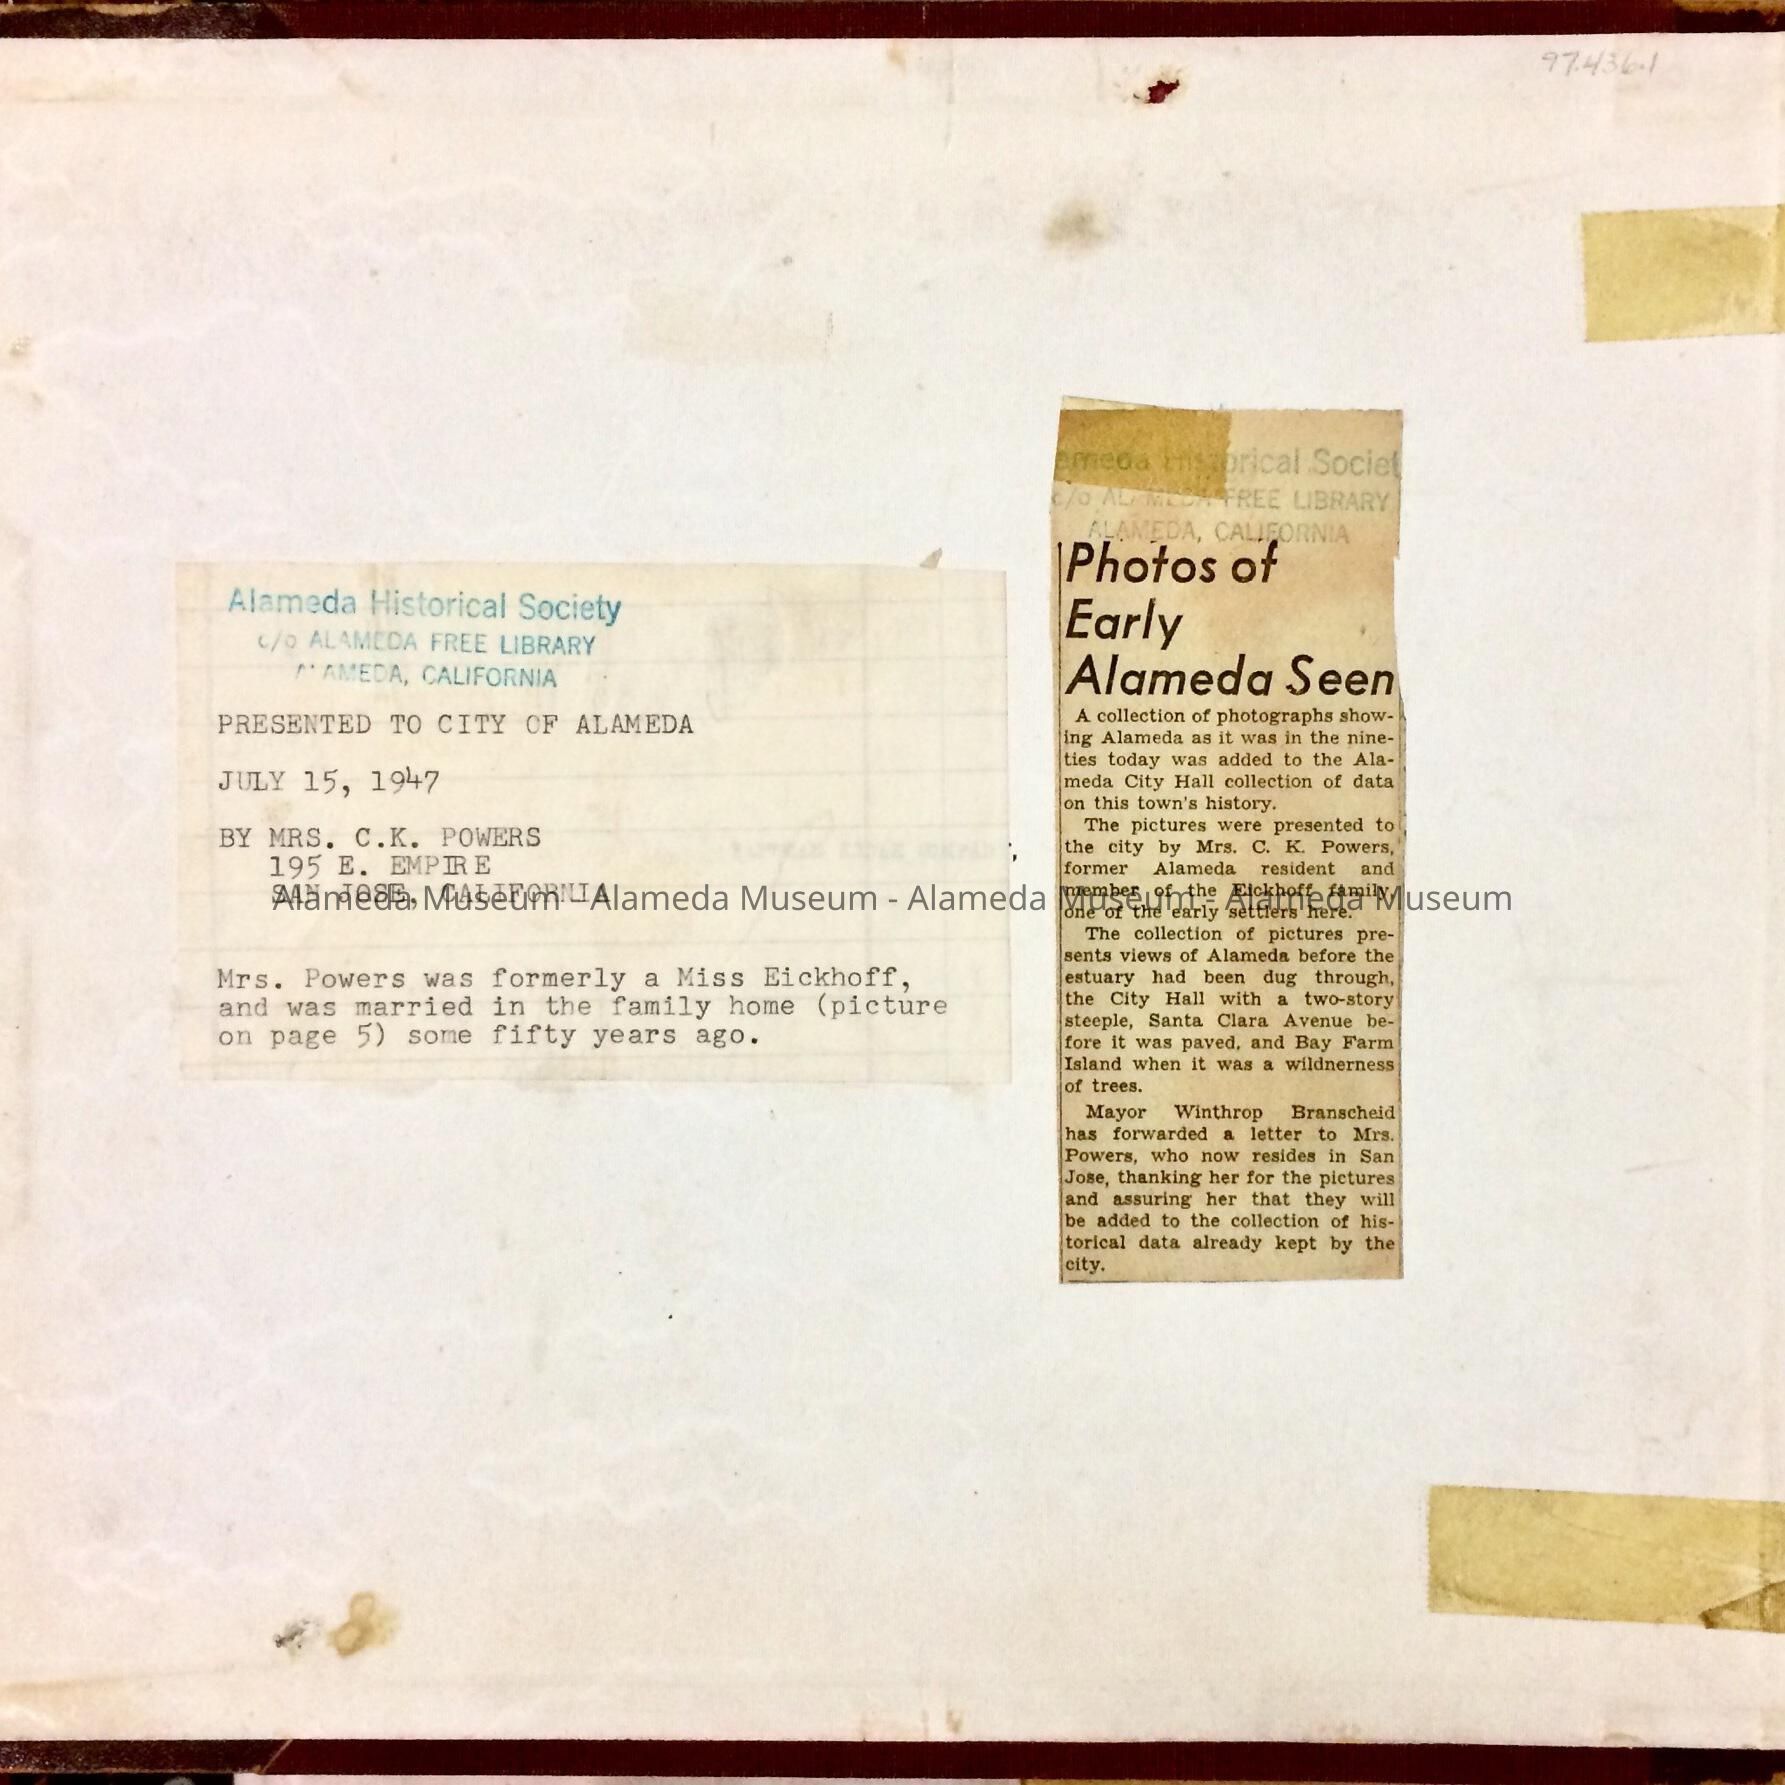 97.436.1
Alameda Historical Society
c/o ALAMEDA FREE LIBRARY
ALAMEDA, CALIFORNIA
PRESENTED TO CITY OF ALAMEDA
JULY 15, 1947
BY MRS. C.K. POWERS
195 E. EMPIRE
SAN JOSE, CALIFORNIA
Mrs. Powers was formerly a Miss Eickhoff,
and was married in the family home (picture
on page 5) some fifty years ago.
ameda Historical Societ
c/o ALAMEDA FREE LIBRARY
ALAMEDA, CALIFORNIA
Photos of
Early
Alameda Seen
A collection of photographs show-
ing Alameda as it was in the nine-
ties today was added to the Ala-
meda City Hall collection of data
on this town's history.
The pictures were presented to
the city by Mrs. C. K. Powers,
former Alameda resident and
member of the Eickhoff family,
one of the early settlers here.
The collection of pictures pre-
sents views of Alameda before the
estuary had been dug through,
the City Hall with a two-story
steeple, Santa Clara Avenue be-
fore it was paved, and Bay Farm
Island when it was a wildnerness
of trees.
Mayor Winthrop Branscheid
has forwarded a letter to Mrs.
Powers, who now resides in San
Jose, thanking her for the pictures
and assuring her that they will
be added to the collection of his-
torical data already kept by the
city.
Alameda Museum - Alameda Museum - Alameda Museum - Alameda Museum